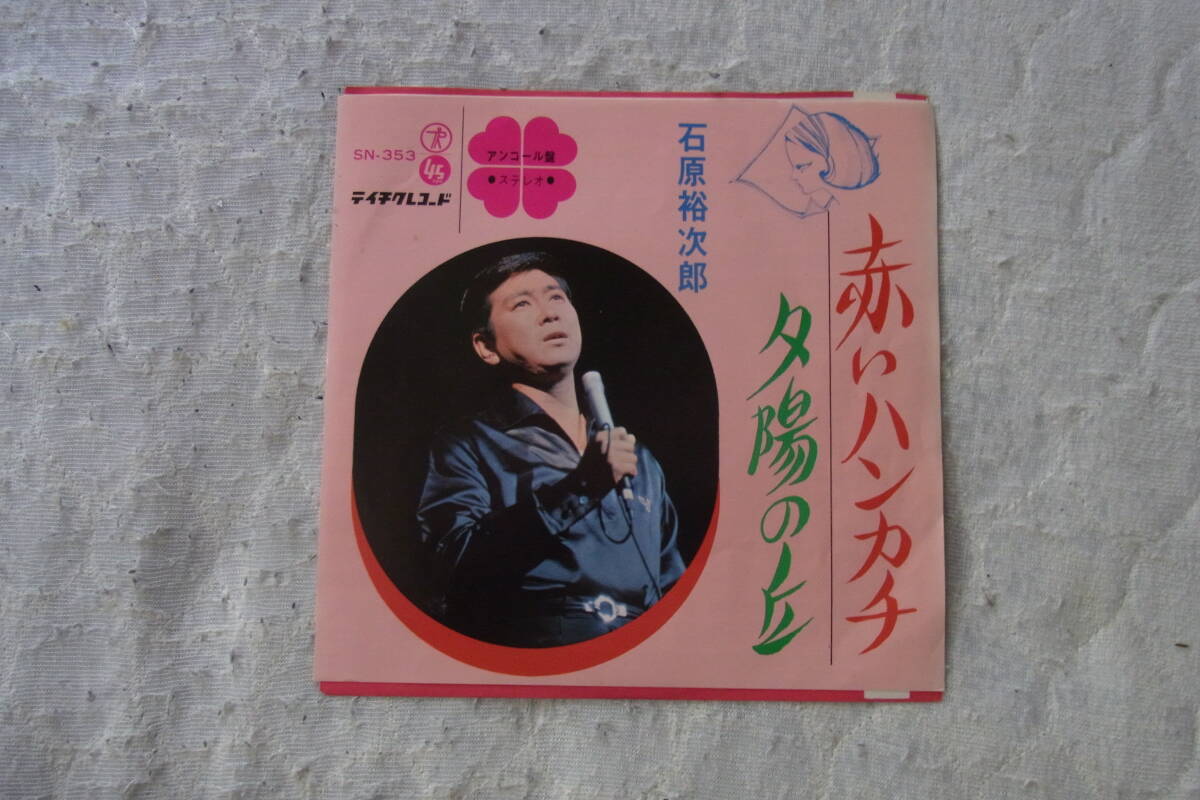 SN-353
45
テイチクレコード
アンコール盤
●ステレオ●
石原裕次郎
赤いハンカチ
夕陽の丘